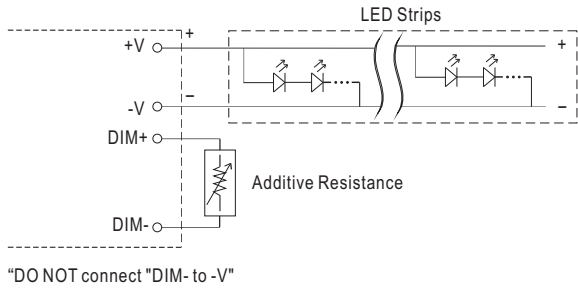 LED Strips
+V
+
+
-V
–
–
DIM+
Additive Resistance
DIM-
“DO NOT connect "DIM- to -V"